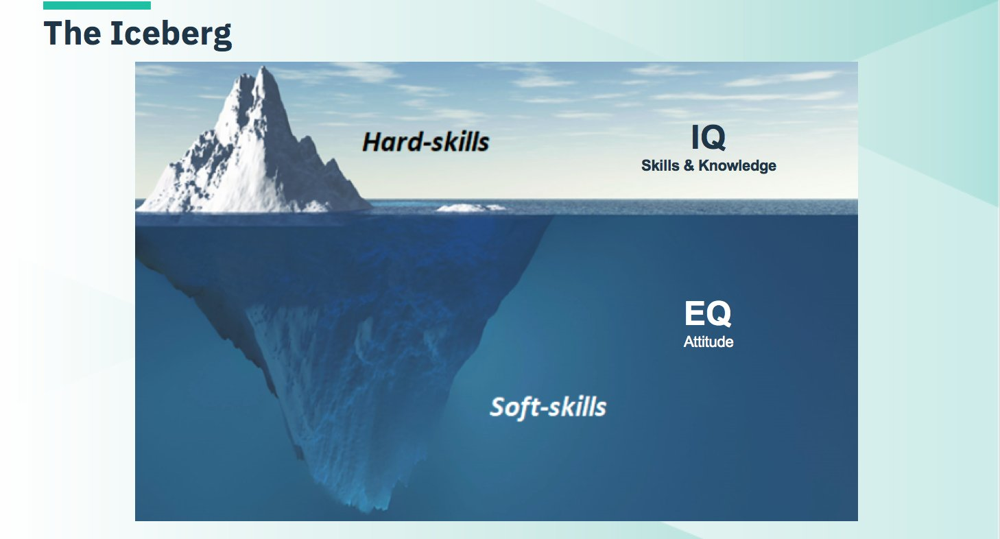 The Iceberg
Hard-skills
IQ
Skills & Knowledge
EQ
Attitude
Soft-skills